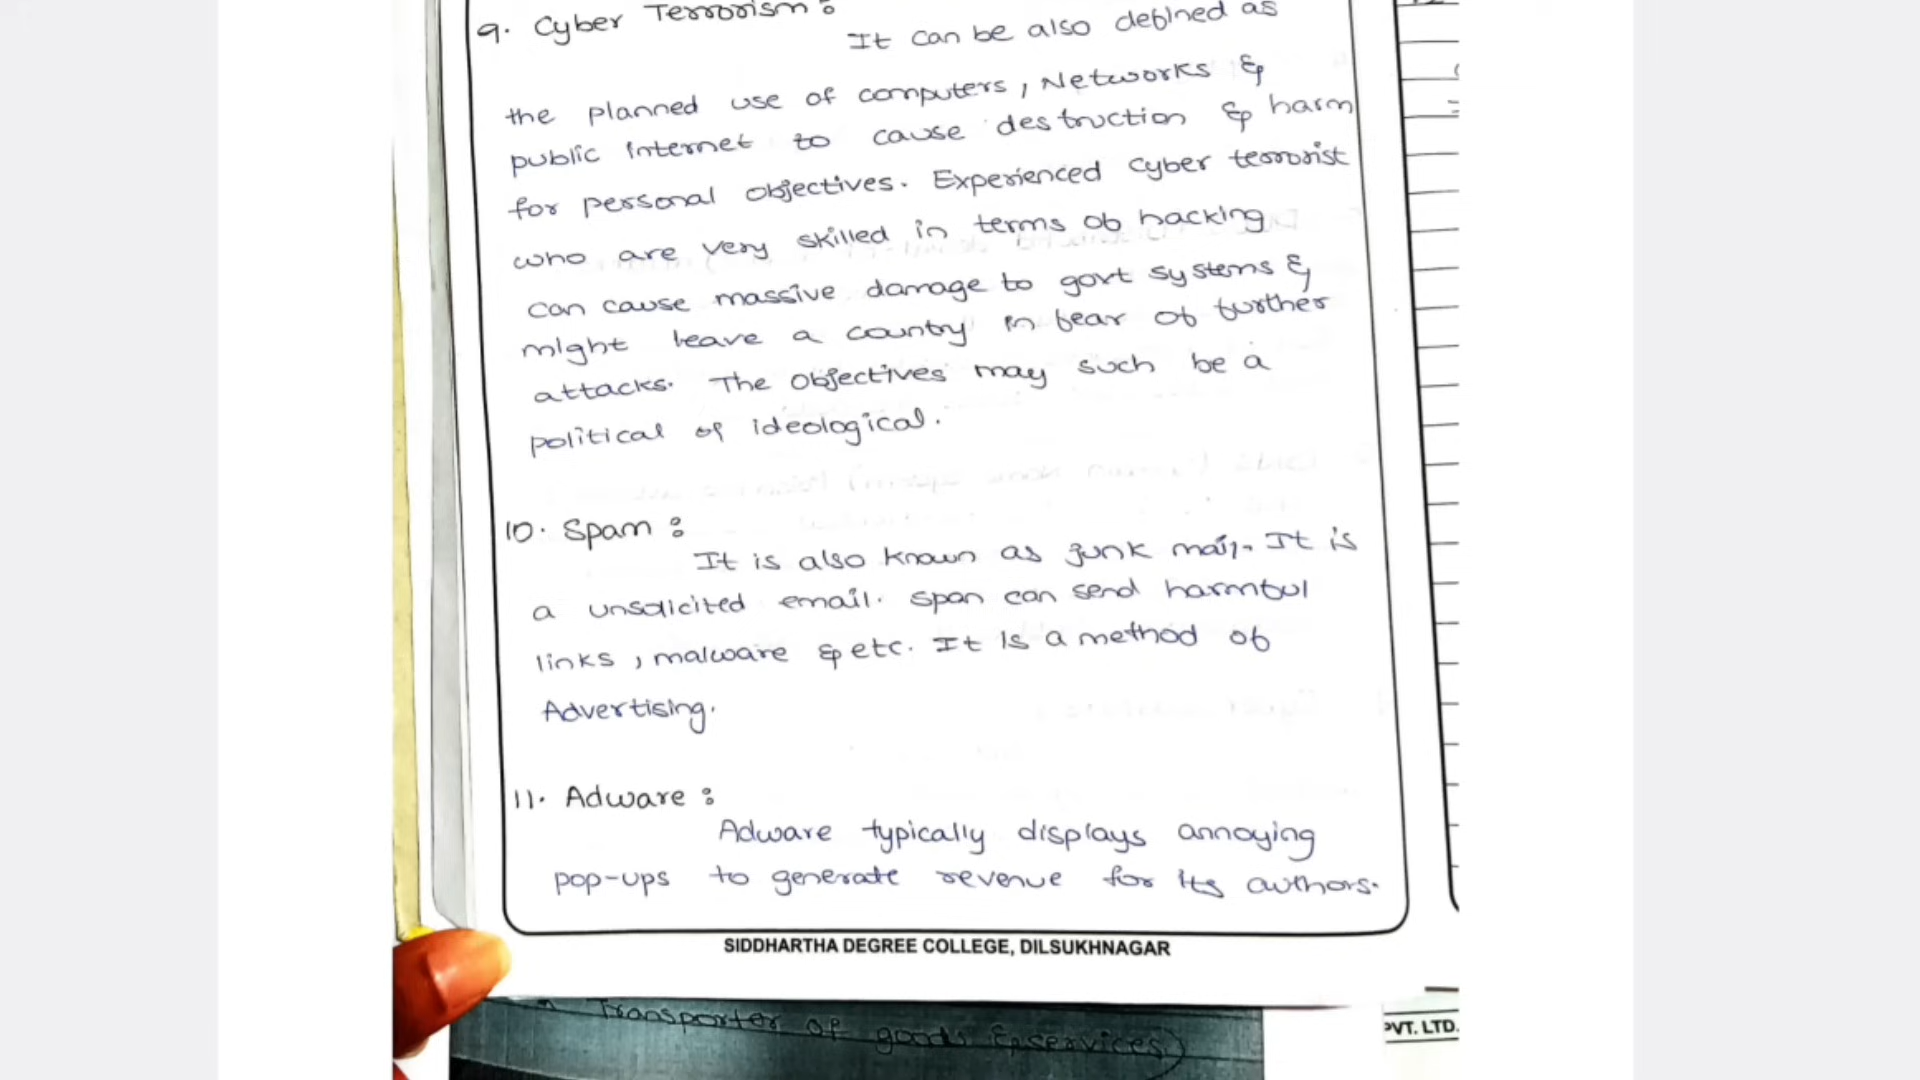 9. Cyber Terrorism :
It can be also defined as
the planned use of computers, Networks &
public internet to cause destruction & harm
for personal objectives. Experienced cyber terrorist
who are very skilled in terms of hacking
can cause massive damage to govt systems &
might leave a country in fear of further
attacks. The objectives may such be a
political of ideological.
10. Spam :
It is also known as junk mail. It is
a unsolicited email. Span can send harmful
links, malware & etc. It is a method of
Advertising.
11. Adware :
Adware typically displays annoying
pop-ups to generate revenue for its authors.
SIDDHARTHA DEGREE COLLEGE, DILSUKHNAGAR
Transporter of goods & services)
PVT. LTD.